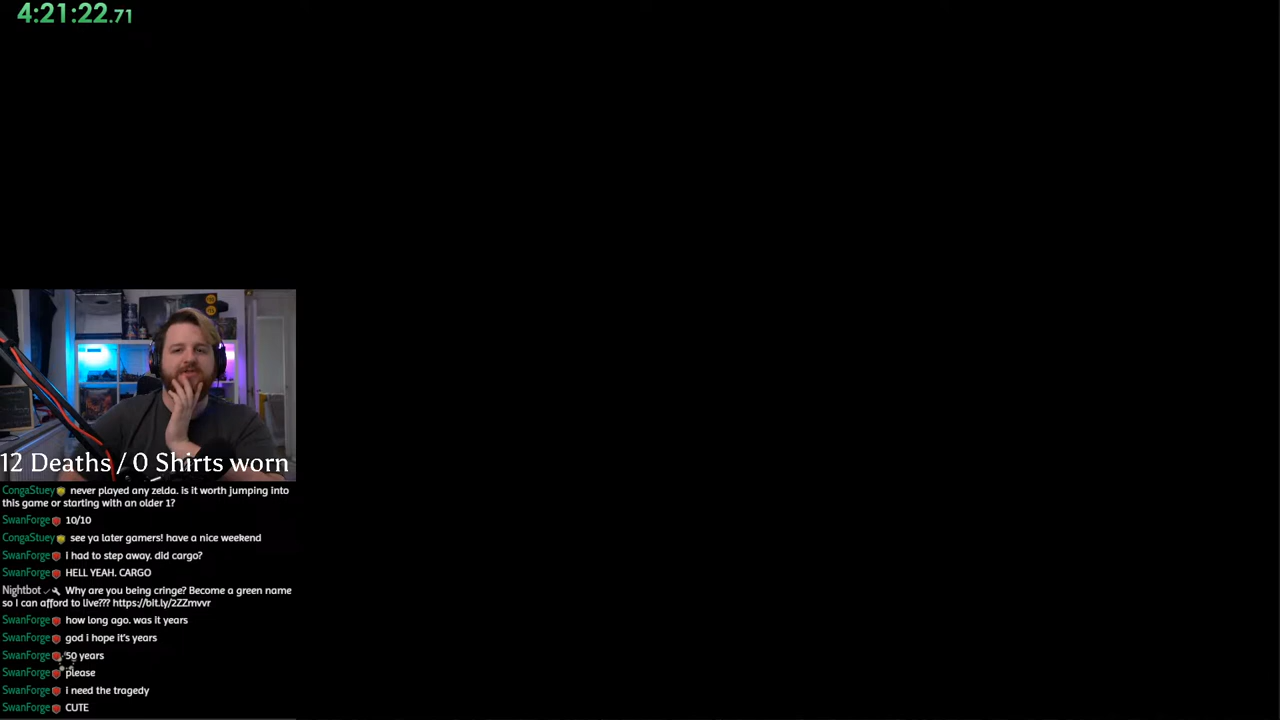 4:21:22.71
12 Deaths / 0 Shirts worn
CongaStuey never played any zelda. is it worth jumping into
this game or starting with an older 1?
SwanForge 10/10
CongaStuey see ya later gamers! have a nice weekend
SwanForge i had to step away. did cargo?
SwanForge HELL YEAH. CARGO
Nightbot Why are you being cringe? Become a green name
so I can afford to live??? https://bit.ly/2ZZmvvr
SwanForge how long ago. was it years
SwanForge god i hope it's years
SwanForge 50 years
SwanForge please
SwanForge i need the tragedy
SwanForge CUTE